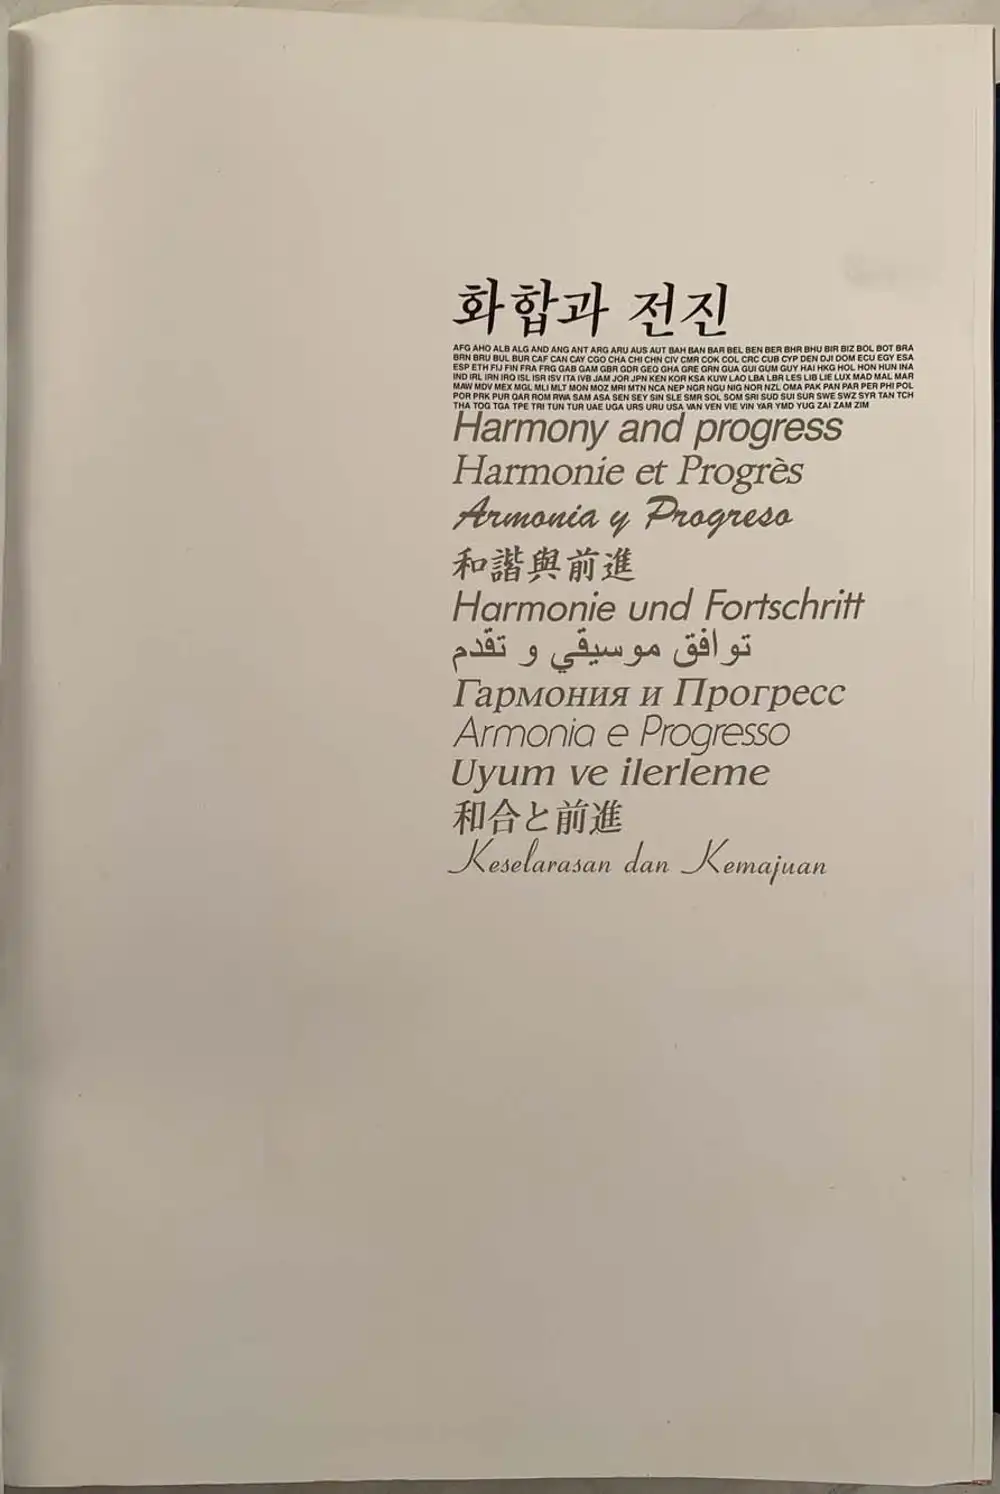 화합과 전진
AFG AHO ALB ALG AND ANG ANT ARG ARU AUS AUT BAH BAN BAR BEL BEN BER BHR BHU BIR BIZ BOL BOT BRA
BRN BRU BUL BUR CAF CAN CAY CGO CHA CHI CHN CIV CMR COK COL CRC CUB CYP DEN DJI DOM ECU EGY ESA
ESP ETH FIJ FIN FRA FRG GAB GAM GBR GDR GEQ GHA GRE GRN GUA GUI GUM GUY HAI HKG HOL HON HUN INA
IND IRL IRN IRQ ISL ISR ISV ITA IVB JAM JOR JPN KEN KOR KSA KUW LAO LBA LBR LES LIB LIE LUX MAD MAL MAR
MAW MDV MEX MGL MLI MLT MON MOZ MRI MTN NCA NEP NGR NGU NIG NOR NZL OMA PAK PAN PAR PER PHI POL
POR PRK PUR QAR ROM RWA SAM ASA SEN SEY SIN SLE SMR SOL SOM SRI SUD SUI SUR SWE SWZ SYR TAN TCH
THA TOG TGA TPE TRI TUN TUR UAE UGA URS URU USA VAN VEN VIE VIN YAR YMD YUG ZAI ZAM ZIM
Harmony and progress
Harmonie et Progrès
Armonia y Progreso
和諧與前進
Harmonie und Fortschritt
توافق موسيقي و تقدم
Гармония и Прогресс
Armonia e Progresso
Uyum ve ilerleme
和合と前進
Keselarasan dan Kemajuan